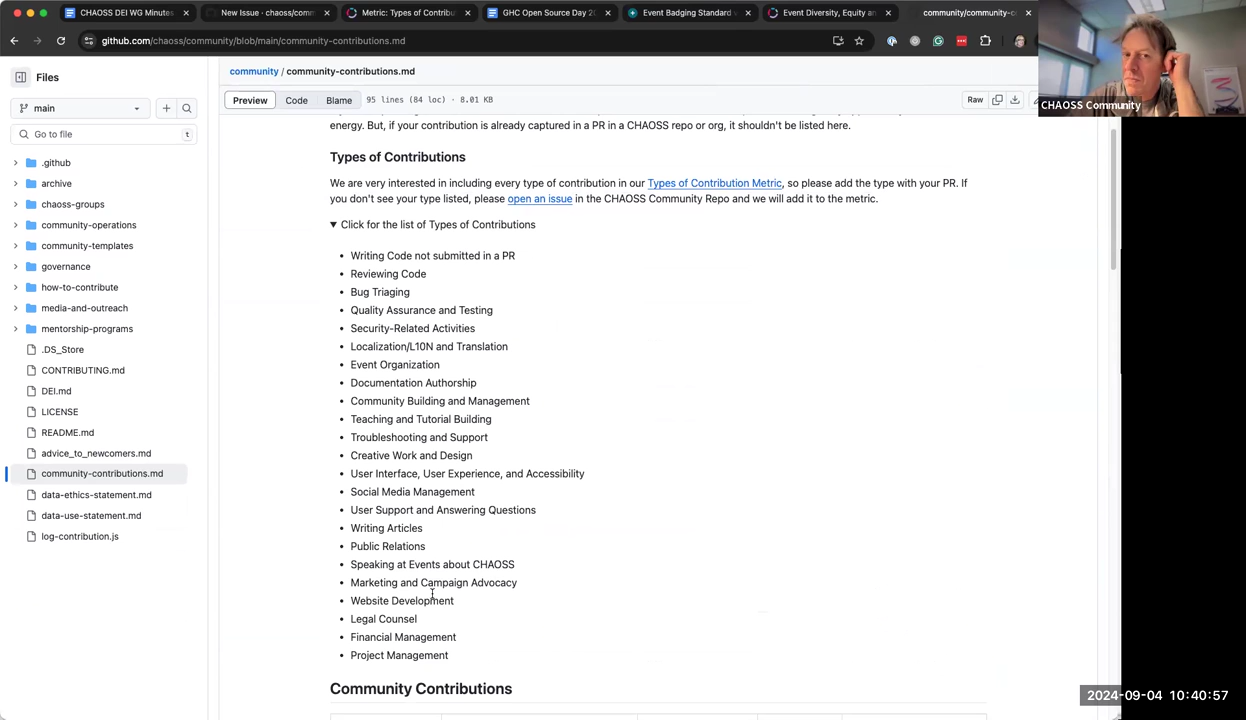 CHAOSS DEI WG Minutes
New Issue · chaoss/comm
Metric: Types of Contribu
GHC Open Source Day 20
Event Badging Standard
Event Diversity, Equity an
community/community-c
github.com/chaoss/community/blob/main/community-contributions.md
CHAOSS Community
Files
main
Go to file
t
.github
archive
chaoss-groups
community-operations
community-templates
governance
how-to-contribute
media-and-outreach
mentorship-programs
.DS_Store
CONTRIBUTING.md
DEI.md
LICENSE
README.md
advice_to_newcomers.md
community-contributions.md
data-ethics-statement.md
data-use-statement.md
log-contribution.js
community / community-contributions.md
Preview Code Blame 95 lines (84 loc) · 8.01 KB Raw
energy. But, if your contribution is already captured in a PR in a CHAOSS repo or org, it shouldn't be listed here.
Types of Contributions
We are very interested in including every type of contribution in our Types of Contribution Metric, so please add the type with your PR. If
you don't see your type listed, please open an issue in the CHAOSS Community Repo and we will add it to the metric.
Click for the list of Types of Contributions
• Writing Code not submitted in a PR
• Reviewing Code
• Bug Triaging
• Quality Assurance and Testing
• Security-Related Activities
• Localization/L10N and Translation
• Event Organization
• Documentation Authorship
• Community Building and Management
• Teaching and Tutorial Building
• Troubleshooting and Support
• Creative Work and Design
• User Interface, User Experience, and Accessibility
• Social Media Management
• User Support and Answering Questions
• Writing Articles
• Public Relations
• Speaking at Events about CHAOSS
• Marketing and Campaign Advocacy
• Website Development
• Legal Counsel
• Financial Management
• Project Management
Community Contributions
2024-09-04 10:40:57